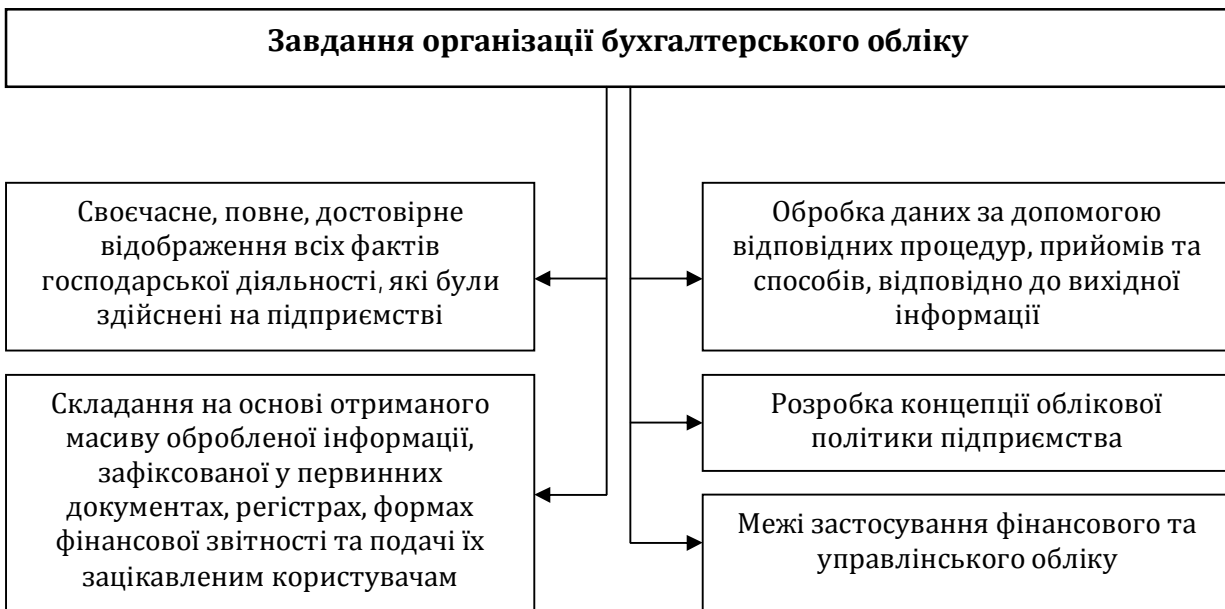 Завдання організації бухгалтерського обліку
Своєчасне, повне, достовірне
відображення всіх фактів
господарської діяльності, які були
здійснені на підприємстві
Складання на основі отриманого
масиву обробленої інформації,
зафіксованої у первинних
документах, регістрах, формах
фінансової звітності та подачі їх
зацікавленим користувачам
Обробка даних за допомогою
відповідних процедур, прийомів та
способів, відповідно до вихідної
інформації
Розробка концепції облікової
політики підприємства
Межі застосування фінансового та
управлінського обліку